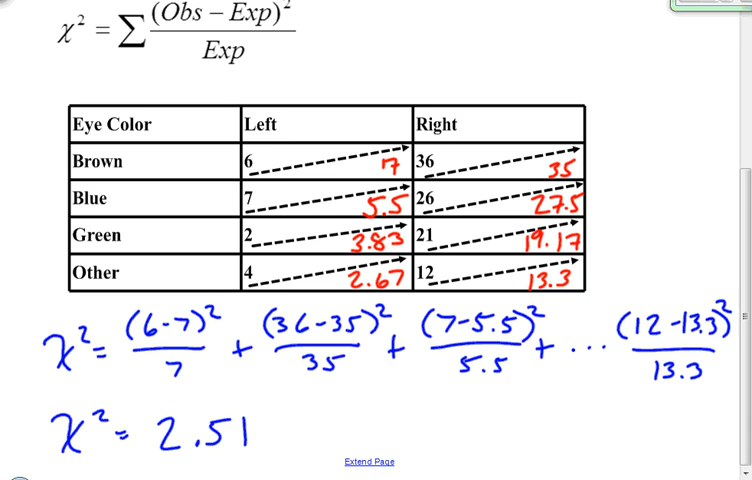 χ² = ∑ (Obs − Exp)² / Exp
Eye Color Left Right
Brown 6 7 36 35
Blue 7 5.5 26 27.5
Green 2 3.83 21 19.17
Other 4 2.67 12 13.3
χ² = (6-7)²/7 + (36-35)²/35 + (7-5.5)²/5.5 + ... (12-13.3)²/13.3
χ² = 2.51
Extend Page